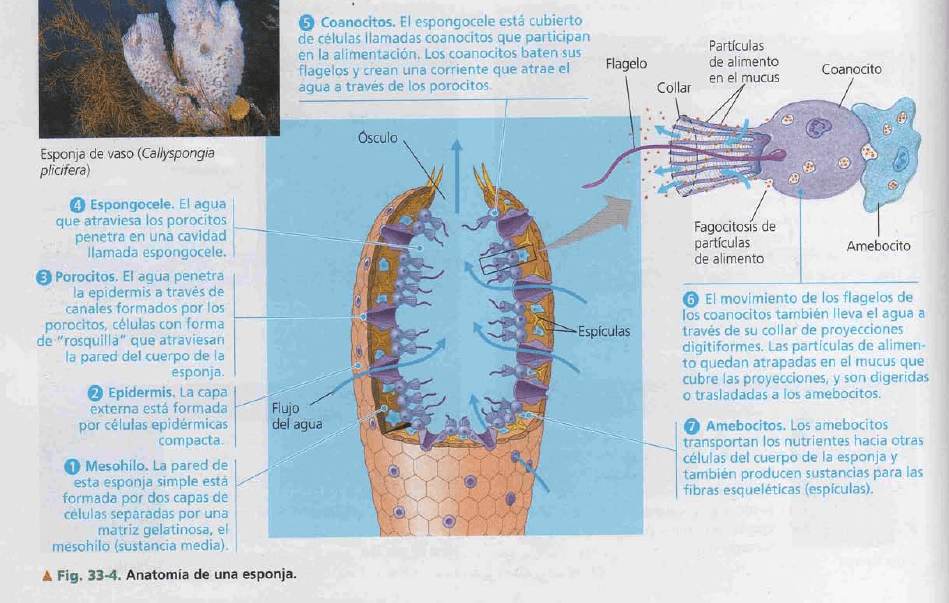 Esponja de vaso (Callyspongia
plicifera)
❺ Coanocitos. El espongocele está cubierto
de células llamadas coanocitos que participan
en la alimentación. Los coanocitos baten sus
flagelos y crean una corriente que atrae el
agua a través de los porocitos.
Ósculo
Flagelo
Collar
Partículas
de alimento
en el mucus
Coanocito
Fagocitosis de
partículas
de alimento
Amebocito
❹ Espongocele. El agua
que atraviesa los porocitos
penetra en una cavidad
llamada espongocele.
❸ Porocitos. El agua penetra
la epidermis a través de
canales formados por los
porocitos, células con forma
de "rosquilla" que atraviesan
la pared del cuerpo de la
esponja.
❷ Epidermis. La capa
externa está formada
por células epidérmicas
compacta.
❶ Mesohilo. La pared de
esta esponja simple está
formada por dos capas de
células separadas por una
matriz gelatinosa, el
mesohilo (sustancia media).
Flujo
del agua
Espículas
❻ El movimiento de los flagelos de
los coanocitos también lleva el agua a
través de su collar de proyecciones
digitiformes. Las partículas de alimen-
to quedan atrapadas en el mucus que
cubre las proyecciones, y son digeridas
o trasladadas a los amebocitos.
❼ Amebocitos. Los amebocitos
transportan los nutrientes hacia otras
células del cuerpo de la esponja y
también producen sustancias para las
fibras esqueléticas (espículas).
▲ Fig. 33-4. Anatomía de una esponja.